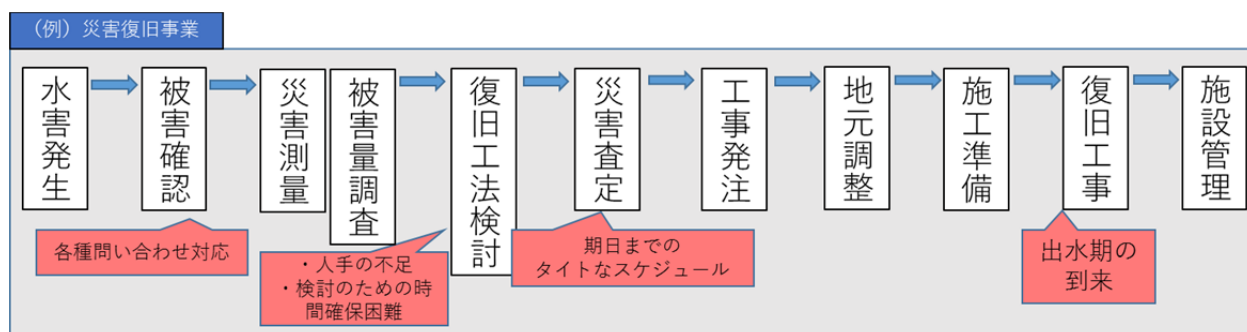 (例)災害復旧事業
水害発生
被害確認
災害測量
被害量調査
復旧工法検討
災害査定
工事発注
地元調整
施工準備
復旧工事
施設管理
各種問い合わせ対応
・人手の不足
・検討のための時
間確保困難
期日までの
タイトなスケジュール
出水期の
到来